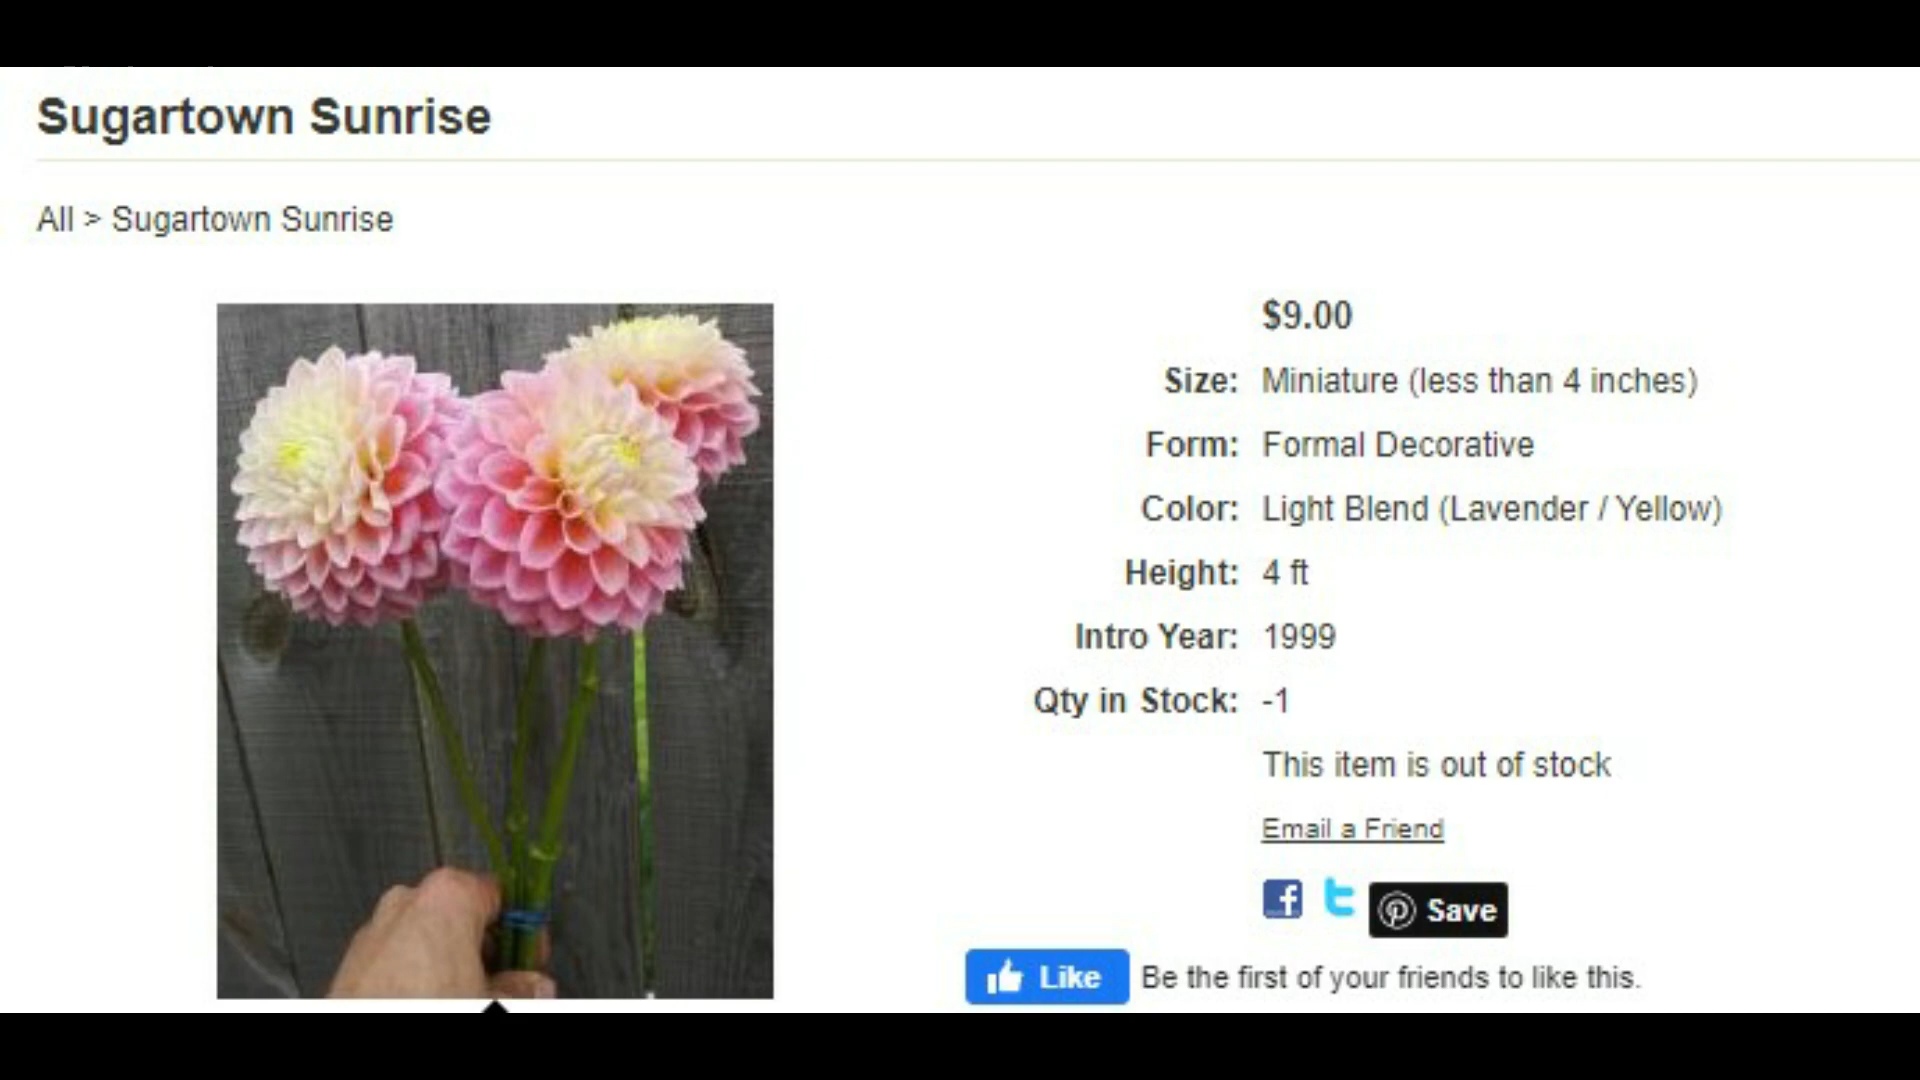 Sugartown Sunrise
All > Sugartown Sunrise
$9.00
Size: Miniature (less than 4 inches)
Form: Formal Decorative
Color: Light Blend (Lavender / Yellow)
Height: 4 ft
Intro Year: 1999
Qty in Stock: -1
This item is out of stock
Email a Friend
Save
Like Be the first of your friends to like this.